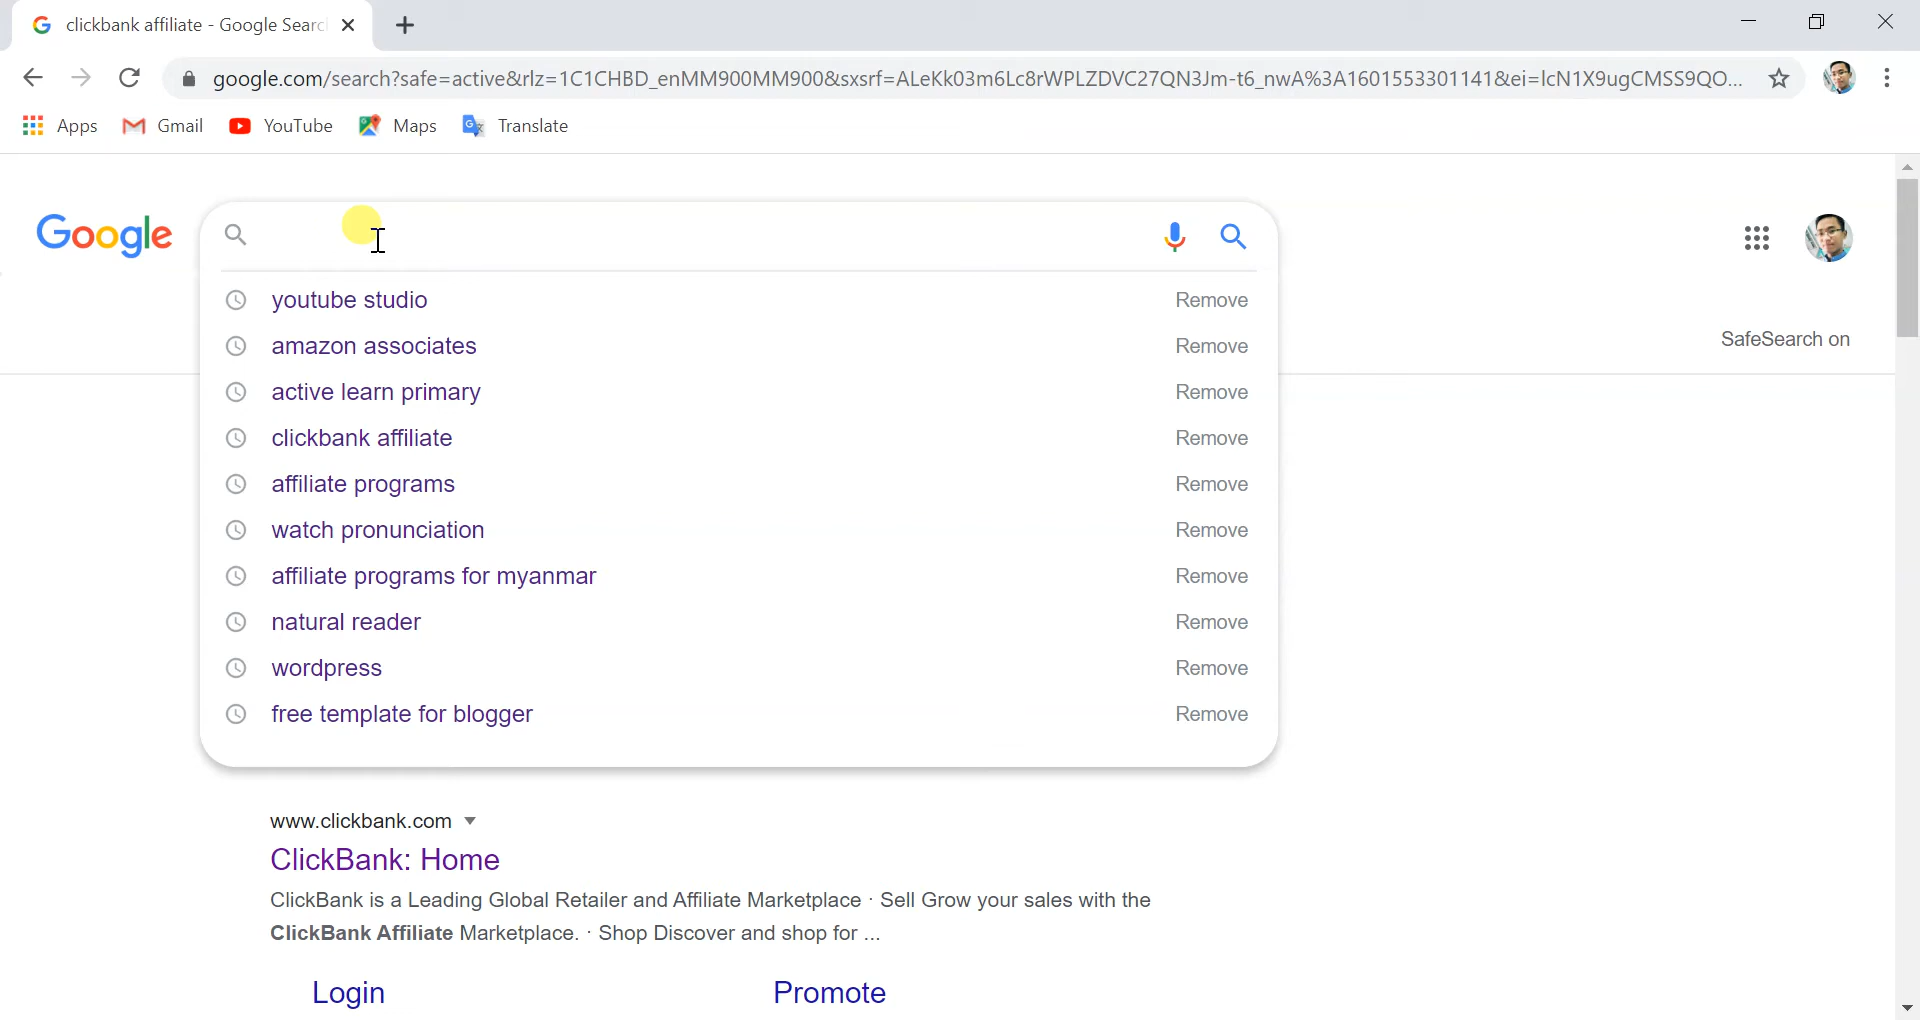 clickbank affiliate - Google Searc
google.com/search?safe=active&rlz=1C1CHBD_enMM900MM900&sxsrf=ALeKk03m6Lc8rWPLZDVC27QN3Jm-t6_nwA%3A1601553301141&ei=lcN1X9ugCMSS9QO...
Apps Gmail YouTube Maps Translate
Google
youtube studio Remove
amazon associates Remove
SafeSearch on
active learn primary Remove
clickbank affiliate Remove
affiliate programs Remove
watch pronunciation Remove
affiliate programs for myanmar Remove
natural reader Remove
wordpress Remove
free template for blogger Remove
www.clickbank.com
ClickBank: Home
ClickBank is a Leading Global Retailer and Affiliate Marketplace · Sell Grow your sales with the
ClickBank Affiliate Marketplace. · Shop Discover and shop for ...
Login Promote